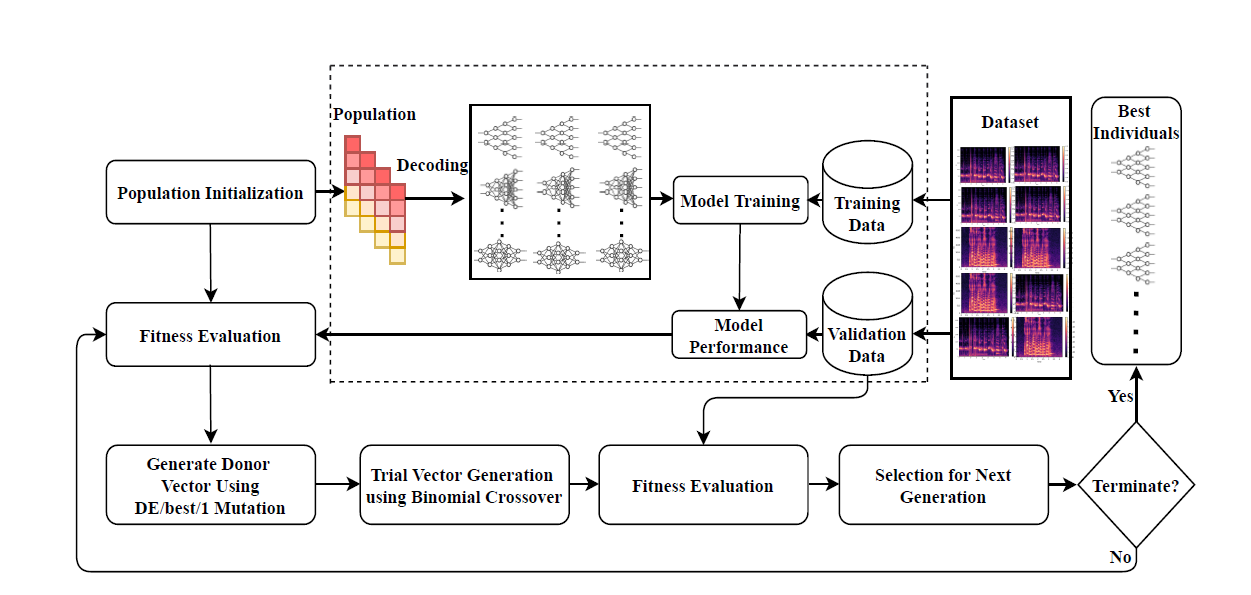 Population
Decoding
Population Initialization
Model Training
Training
Data
Dataset
Best
Individuals
Fitness Evaluation
Model
Performance
Validation
Data
Yes
Generate Donor
Vector Using
DE/best/1 Mutation
Trial Vector Generation
using Binomial Crossover
Fitness Evaluation
Selection for Next
Generation
Terminate?
No